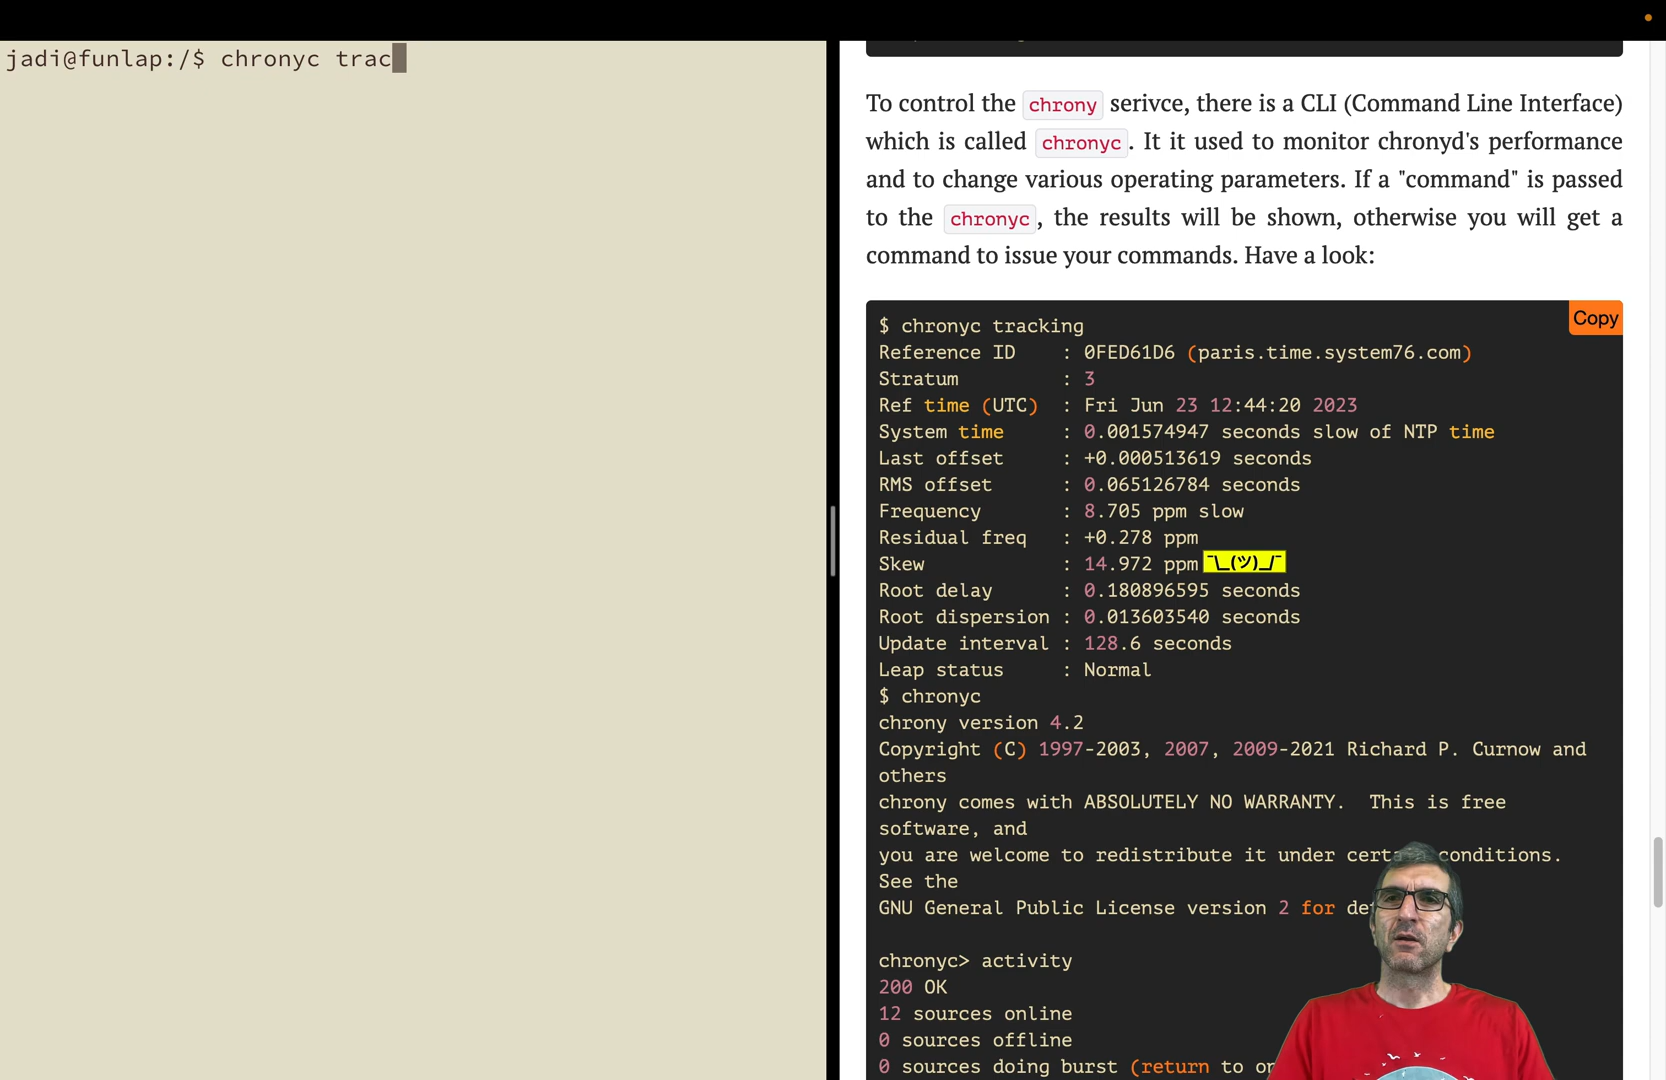 jadi@funlap:/$ chronyc trac
To control the chrony serivce, there is a CLI (Command Line Interface)
which is called chronyc. It it used to monitor chronyd's performance
and to change various operating parameters. If a "command" is passed
to the chronyc, the results will be shown, otherwise you will get a
command to issue your commands. Have a look:
Copy
$ chronyc tracking
Reference ID    : 0FED61D6 (paris.time.system76.com)
Stratum         : 3
Ref time (UTC)  : Fri Jun 23 12:44:20 2023
System time     : 0.001574947 seconds slow of NTP time
Last offset     : +0.000513619 seconds
RMS offset      : 0.065126784 seconds
Frequency       : 8.705 ppm slow
Residual freq   : +0.278 ppm
Skew            : 14.972 ppm ¯\_(ツ)_/¯
Root delay      : 0.180896595 seconds
Root dispersion : 0.013603540 seconds
Update interval : 128.6 seconds
Leap status     : Normal
$ chronyc
chrony version 4.2
Copyright (C) 1997-2003, 2007, 2009-2021 Richard P. Curnow and
others
chrony comes with ABSOLUTELY NO WARRANTY.  This is free
software, and
you are welcome to redistribute it under conditions.
See the
GNU General Public License version 2 for
chronyc> activity
200 OK
12 sources online
0 sources offline
0 sources doing burst (return to